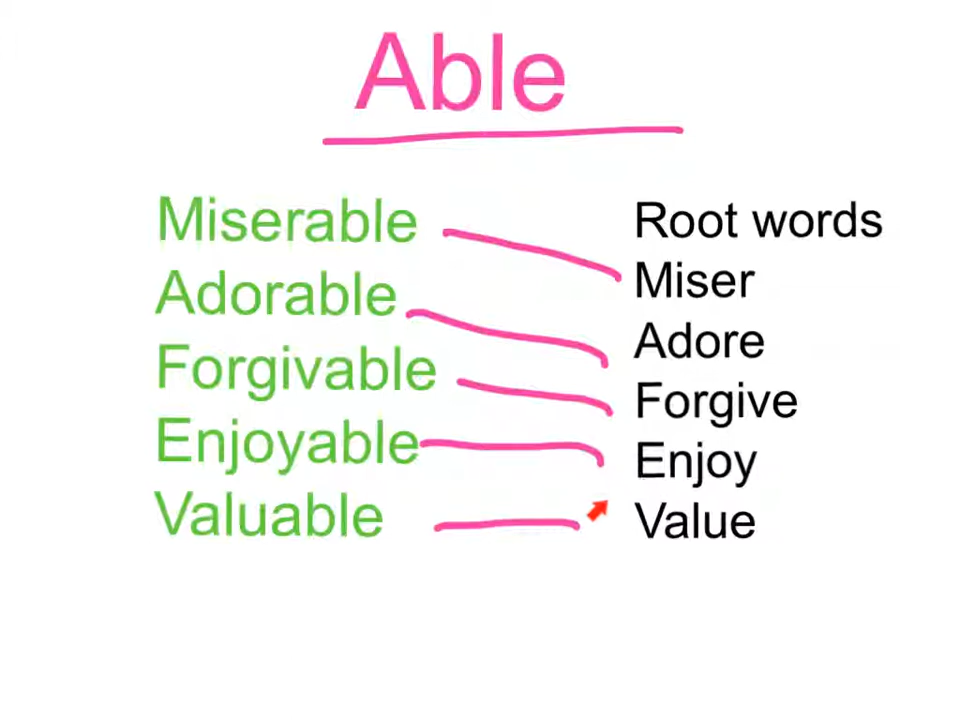 Able
Miserable
Adorable
Forgivable
Enjoyable
Valuable
Root words
Miser
Adore
Forgive
Enjoy
Value